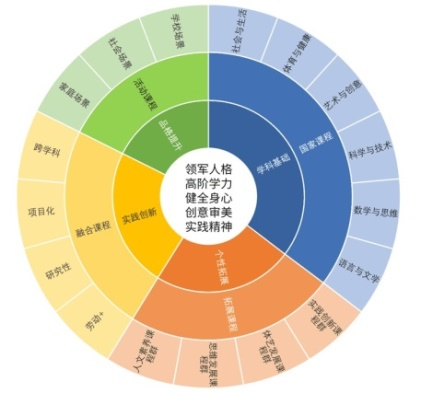 领军人格
高阶学力
健全身心
创意审美
实践精神
学科基础
国家课程
社会与生活
体育与健康
艺术与创意
科学与技术
数学与思维
语言与文学
个性拓展
拓展课程
实践创新课
程群
体艺发展课
程群
思维发展课
程群
人文素养课
程群
实践创新
融合课程
劳动+
研究性
项目化
跨学科
品格提升
活动课程
家庭场景
社会场景
学校场景